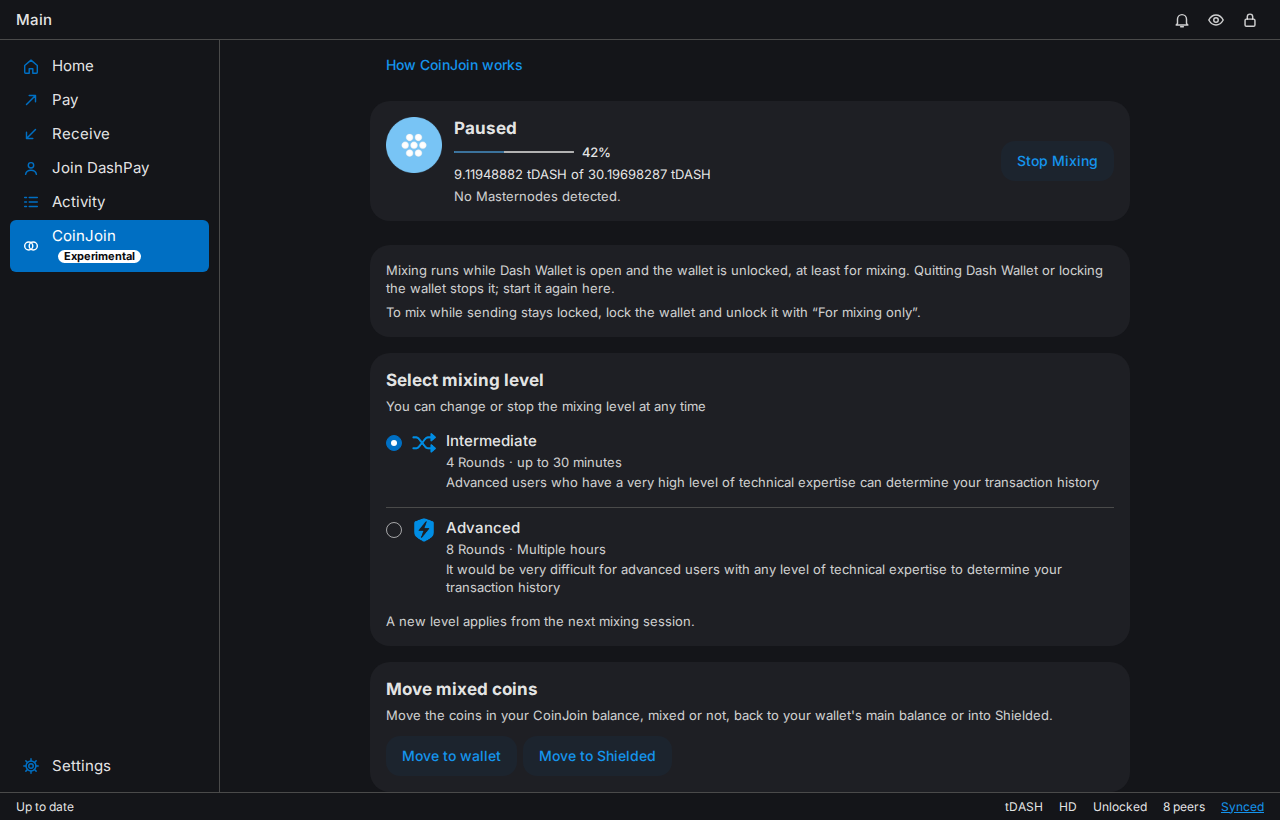 Main
Home
Pay
Receive
Join DashPay
Activity
CoinJoin
Experimental
Settings
How CoinJoin works
Paused
42%
9.11948882 tDASH of 30.19698287 tDASH
No Masternodes detected.
Stop Mixing
Mixing runs while Dash Wallet is open and the wallet is unlocked, at least for mixing. Quitting Dash Wallet or locking
the wallet stops it; start it again here.
To mix while sending stays locked, lock the wallet and unlock it with “For mixing only”.
Select mixing level
You can change or stop the mixing level at any time
Intermediate
4 Rounds · up to 30 minutes
Advanced users who have a very high level of technical expertise can determine your transaction history
Advanced
8 Rounds · Multiple hours
It would be very difficult for advanced users with any level of technical expertise to determine your
transaction history
A new level applies from the next mixing session.
Move mixed coins
Move the coins in your CoinJoin balance, mixed or not, back to your wallet's main balance or into Shielded.
Move to wallet
Move to Shielded
Up to date
tDASH
HD
Unlocked
8 peers
Synced